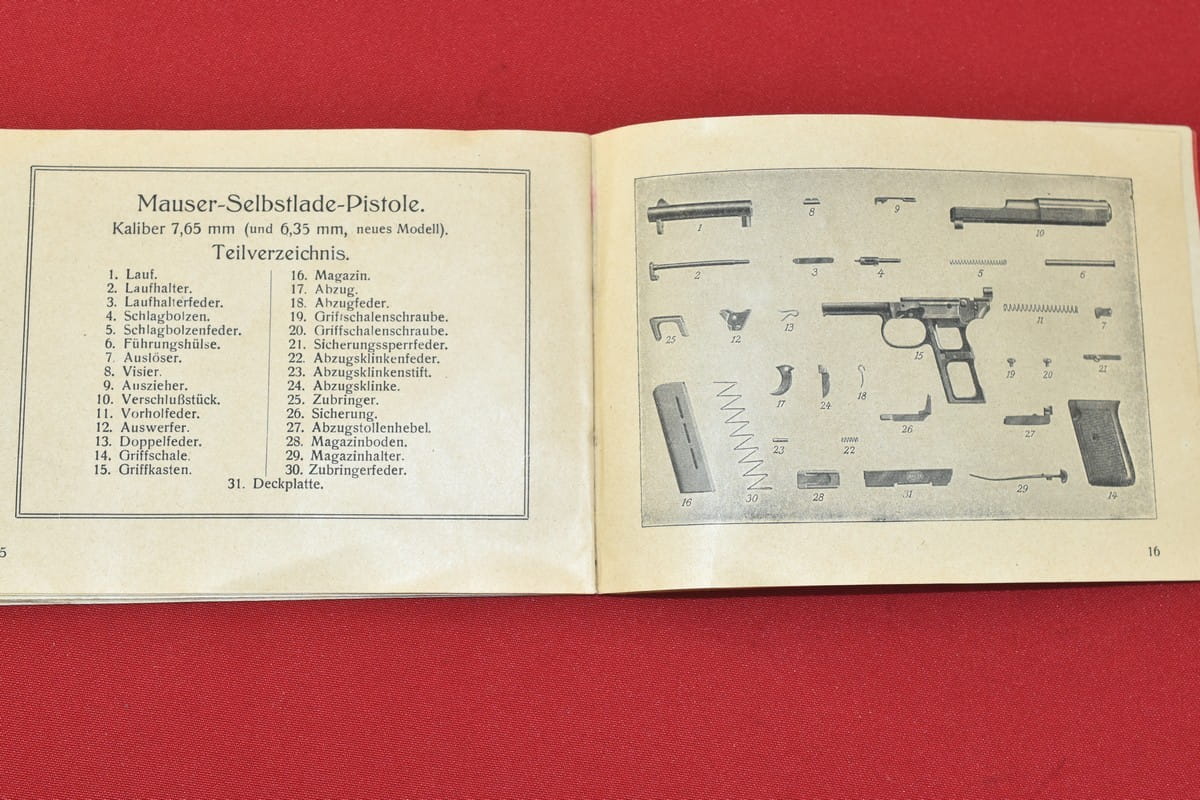 Mauser-Selbstlade-Pistole.
Kaliber 7,65 mm (und 6,35 mm, neues Modell).
Teilverzeichnis.
1. Lauf.
2. Laufhalter.
3. Laufhalterfeder.
4. Schlagbolzen.
5. Schlagbolzenfeder.
6. Führungshülse.
7. Auslöser.
8. Visier.
9. Auszieher.
10. Verschlußstück.
11. Vorholfeder.
12. Auswerfer.
13. Doppelfeder.
14. Griffschale.
15. Griffkasten.
16. Magazin.
17. Abzug.
18. Abzugfeder.
19. Griffschalenschraube.
20. Griffschalenschraube.
21. Sicherungssperrfeder.
22. Abzugsklinkenfeder.
23. Abzugsklinkenstift.
24. Abzugsklinke.
25. Zubringer.
26. Sicherung.
27. Abzugstollenhebel.
28. Magazinboden.
29. Magazinhalter.
30. Zubringerfeder.
31. Deckplatte.
5
1 8 9 10
2 3 4 5 6
25 12 13 15 11 7
17 24 18 19 20 21
26 27
23 22
16 30 28 31 29 14
16